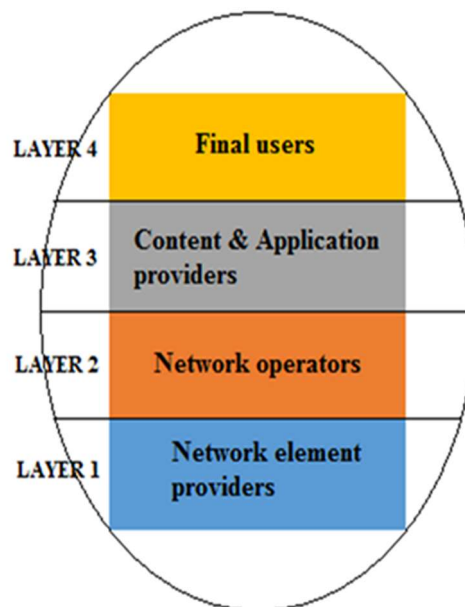 LAYER 4
Final users
LAYER 3
Content & Application
providers
LAYER 2
Network operators
LAYER 1
Network element
providers